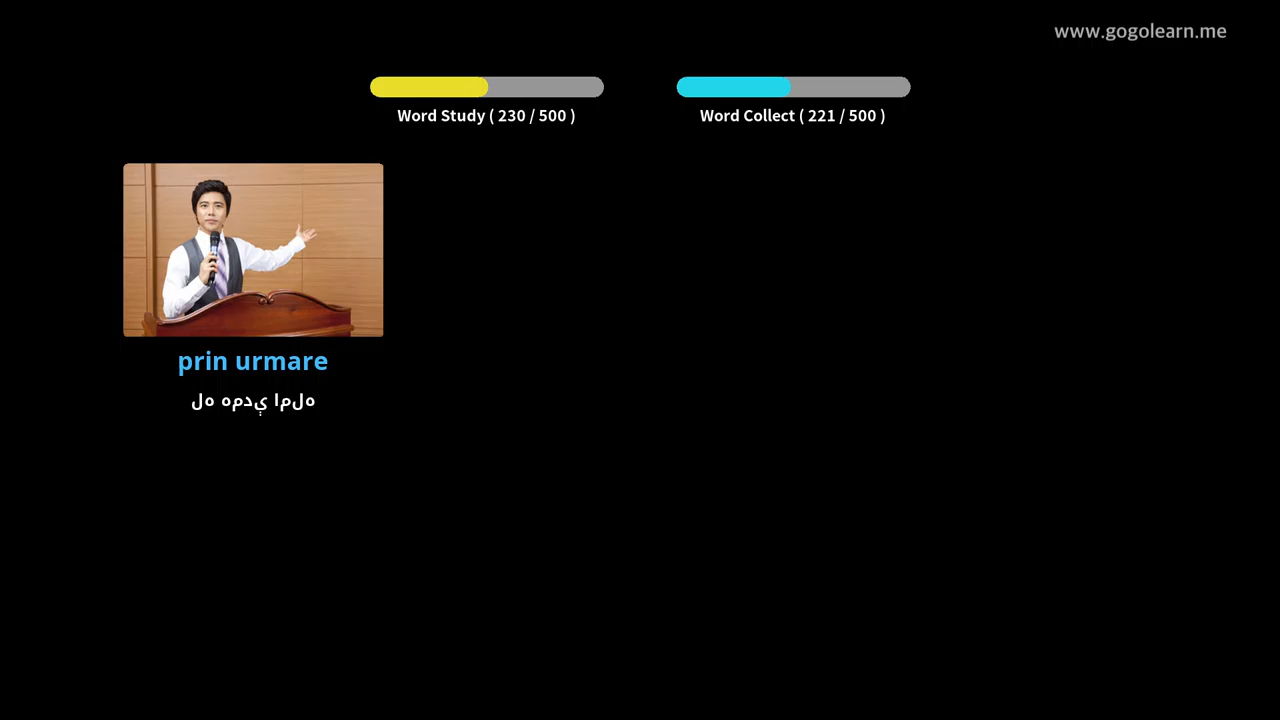 www.gogolearn.me
Word Study ( 230 / 500 )
Word Collect ( 221 / 500 )
prin urmare
له همدې امله